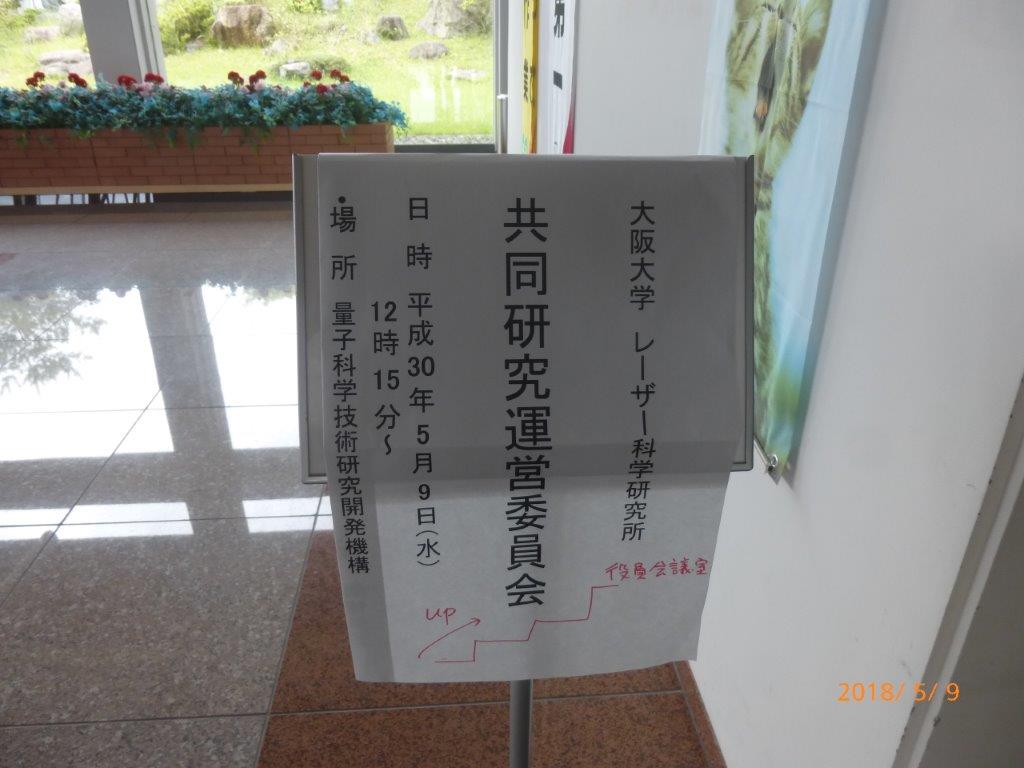 大阪大学 レーザー科学研究所
共同研究運営委員会
日時 平成30年5月9日(水)
12時15分～
・場所 量子科学技術研究開発機構
役員会議室
up
2018/ 5/ 9